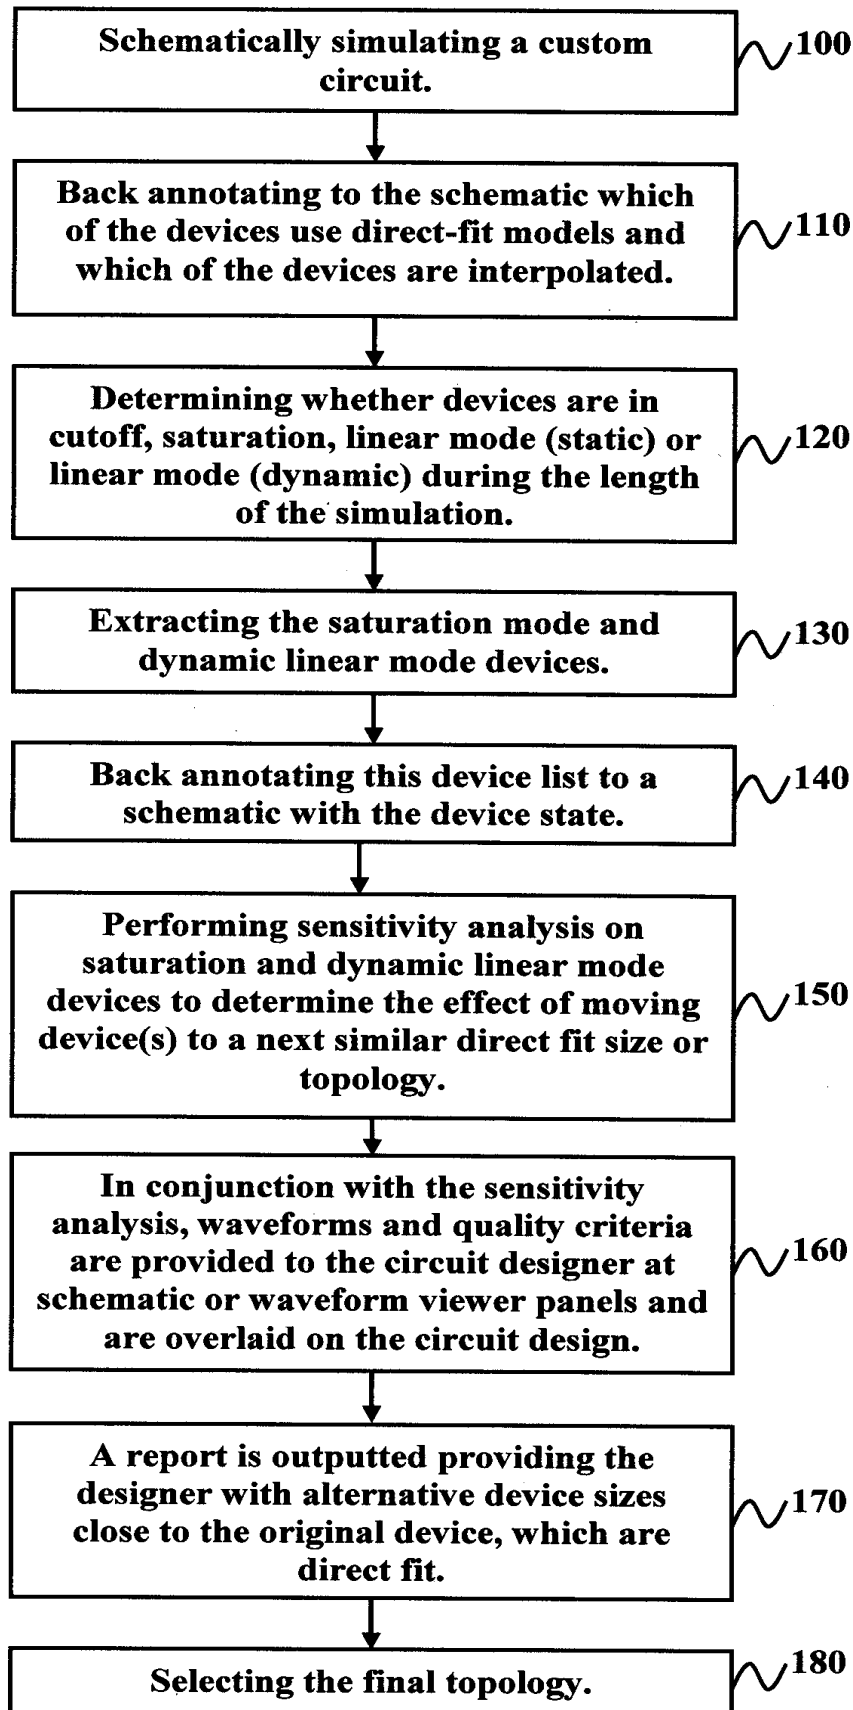 Schematically simulating a custom
circuit.
100
Back annotating to the schematic which
of the devices use direct-fit models and
which of the devices are interpolated.
110
Determining whether devices are in
cutoff, saturation, linear mode (static) or
linear mode (dynamic) during the length
of the simulation.
120
Extracting the saturation mode and
dynamic linear mode devices.
130
Back annotating this device list to a
schematic with the device state.
140
Performing sensitivity analysis on
saturation and dynamic linear mode
devices to determine the effect of moving
device(s) to a next similar direct fit size or
topology.
150
In conjunction with the sensitivity
analysis, waveforms and quality criteria
are provided to the circuit designer at
schematic or waveform viewer panels and
are overlaid on the circuit design.
160
A report is outputted providing the
designer with alternative device sizes
close to the original device, which are
direct fit.
170
Selecting the final topology.
180